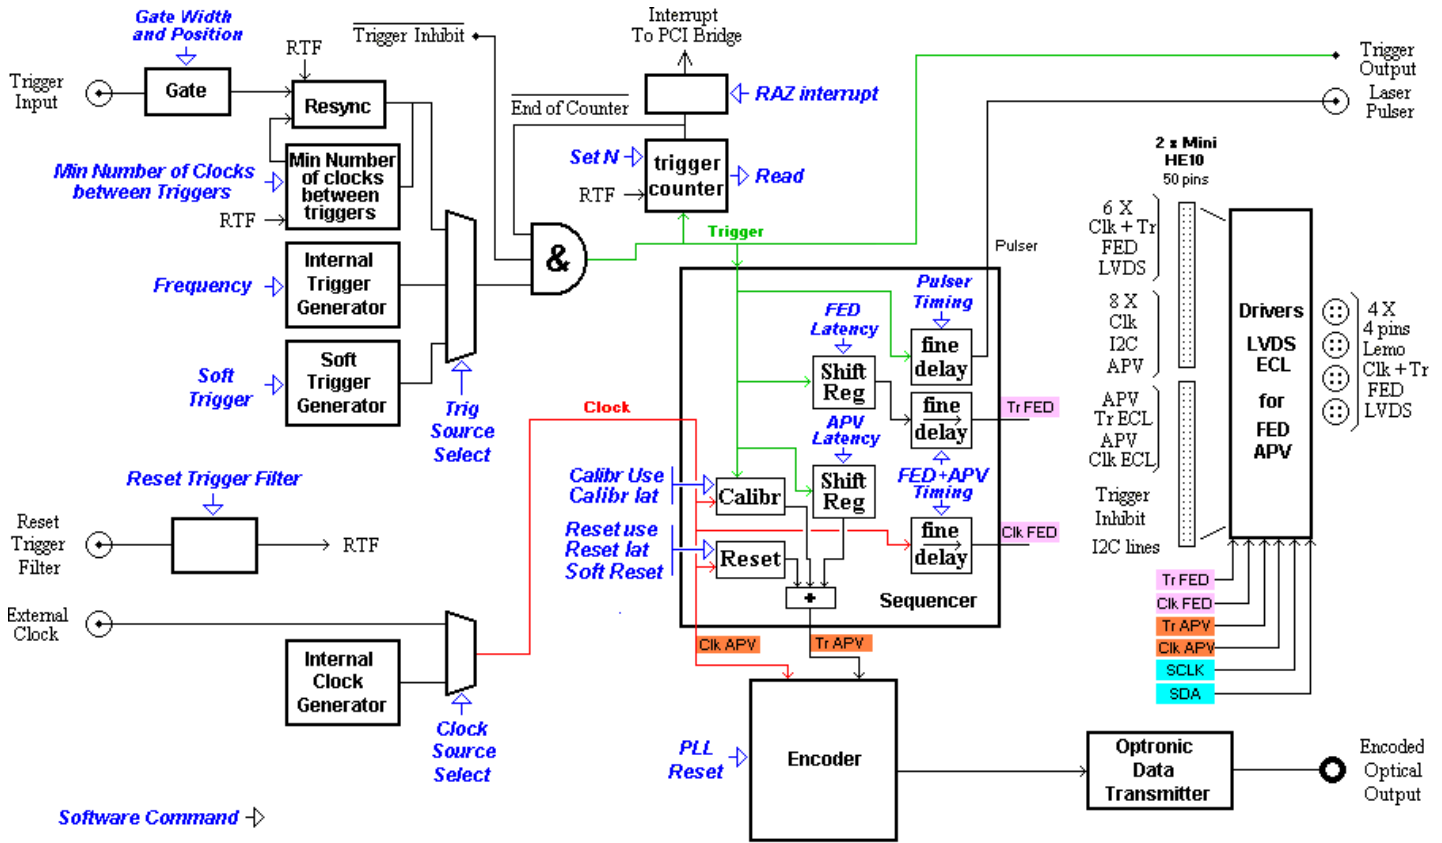 Gate Width
and Position
Trigger Inhibit
Interrupt
To PCI Bridge
RTF
Trigger
Input
Gate
Resync
End of Counter
RAZ interrupt
Trigger
Output
Laser
Pulser
Min Number of Clocks
between Triggers
Min Number
of clocks
between
triggers
RTF
Set N
RTF
trigger
counter
Read
2 x Mini
HE10
50 pins
Trigger
&
Pulser
6 X
Clk + Tr
FED
LVDS
8 X
Clk
I2C
APV
APV
Tr ECL
APV
Clk ECL
Trigger
Inhibit
I2C lines
Drivers
LVDS
ECL
for
FED
APV
4 X
4 pins
Lemo
Clk + Tr
FED
LVDS
Frequency
Internal
Trigger
Generator
Soft
Trigger
Soft
Trigger
Generator
Trig
Source
Select
Clock
Pulser
Timing
FED
Latency
fine
delay
Shift
Reg
fine
delay
Tr FED
APV
Latency
Calibr Use
Calibr lat
Calibr
Shift
Reg
FED+APV
Timing
Reset use
Reset lat
Soft Reset
Reset
fine
delay
Clk FED
+
Sequencer
Reset Trigger Filter
Reset
Trigger
Filter
RTF
External
Clock
Internal
Clock
Generator
Clock
Source
Select
Clk APV
Tr APV
Tr FED
Clk FED
Tr APV
Clk APV
SCLK
SDA
PLL
Reset
Encoder
Optronic
Data
Transmitter
Encoded
Optical
Output
Software Command